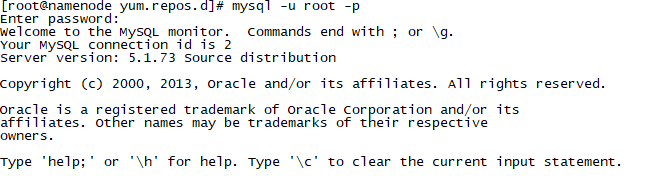 [root@namenode yum.repos.d]# mysql -u root -p
Enter password:
Welcome to the MySQL monitor.  Commands end with ; or \g.
Your MySQL connection id is 2
Server version: 5.1.73 Source distribution
Copyright (c) 2000, 2013, Oracle and/or its affiliates. All rights reserved.
Oracle is a registered trademark of Oracle Corporation and/or its
affiliates. Other names may be trademarks of their respective
owners.
Type 'help;' or '\h' for help. Type '\c' to clear the current input statement.